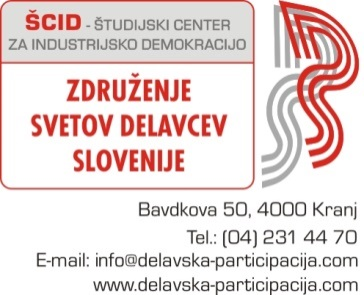 ŠCID - ŠTUDIJSKI CENTER
ZA INDUSTRIJSKO DEMOKRACIJO
ZDRUŽENJE
SVETOV DELAVCEV
SLOVENIJE
Bavdkova 50, 4000 Kranj
Tel.: (04) 231 44 70
E-mail: info@delavska-participacija.com
www.delavska-participacija.com